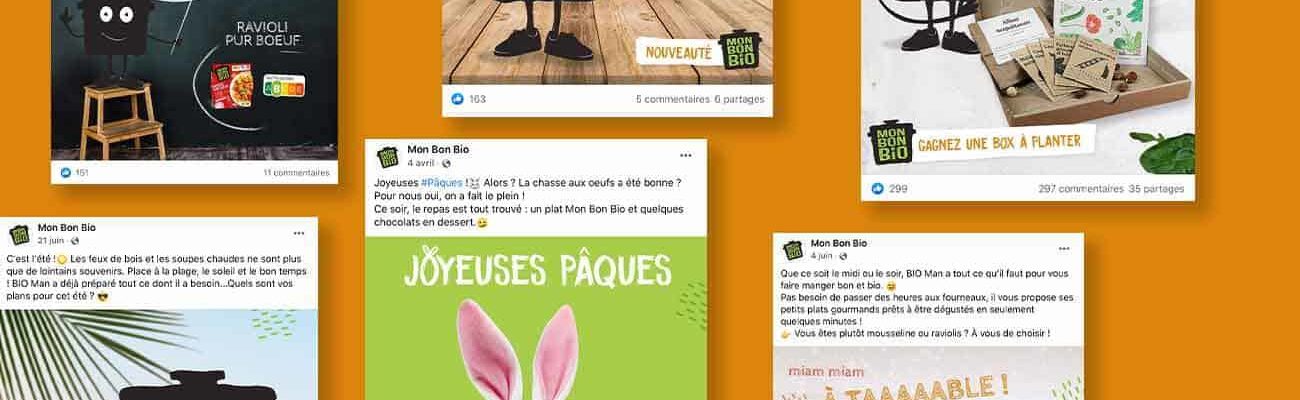 RAVIOLI
PUR BOEUF
151
11 commentaires
NOUVEAUTÉ
MON
BON
BIO
163
5 commentaires 6 partages
MON
BON
BIO
GAGNEZ UNE BOX À PLANTER
299
297 commentaires 35 partages
Mon Bon Bio
4 avril
Joyeuses #Pâques ! Alors ? La chasse aux oeufs a été bonne ?
Pour nous oui, on a fait le plein !
Ce soir, le repas est tout trouvé : un plat Mon Bon Bio et quelques
chocolats en dessert.😉
JOYEUSES PÂQUES
Mon Bon Bio
21 juin
C'est l'été ! Les feux de bois et les soupes chaudes ne sont plus
que de lointains souvenirs. Place à la plage, le soleil et le bon temps
! BIO Man a déjà préparé tout ce dont il a besoin...Quels sont vos
plans pour cet été ? 😎
Mon Bon Bio
4 juin
Que ce soit le midi ou le soir, BIO Man a tout ce qu'il faut pour vous
faire manger bon et bio.
Pas besoin de passer des heures aux fourneaux, il vous propose ses
petits plats gourmands prêts à être dégustés en seulement
quelques minutes !
👉 Vous êtes plutôt mousseline ou raviolis ? À vous de choisir !
miam miam
À TAAAAABLE !